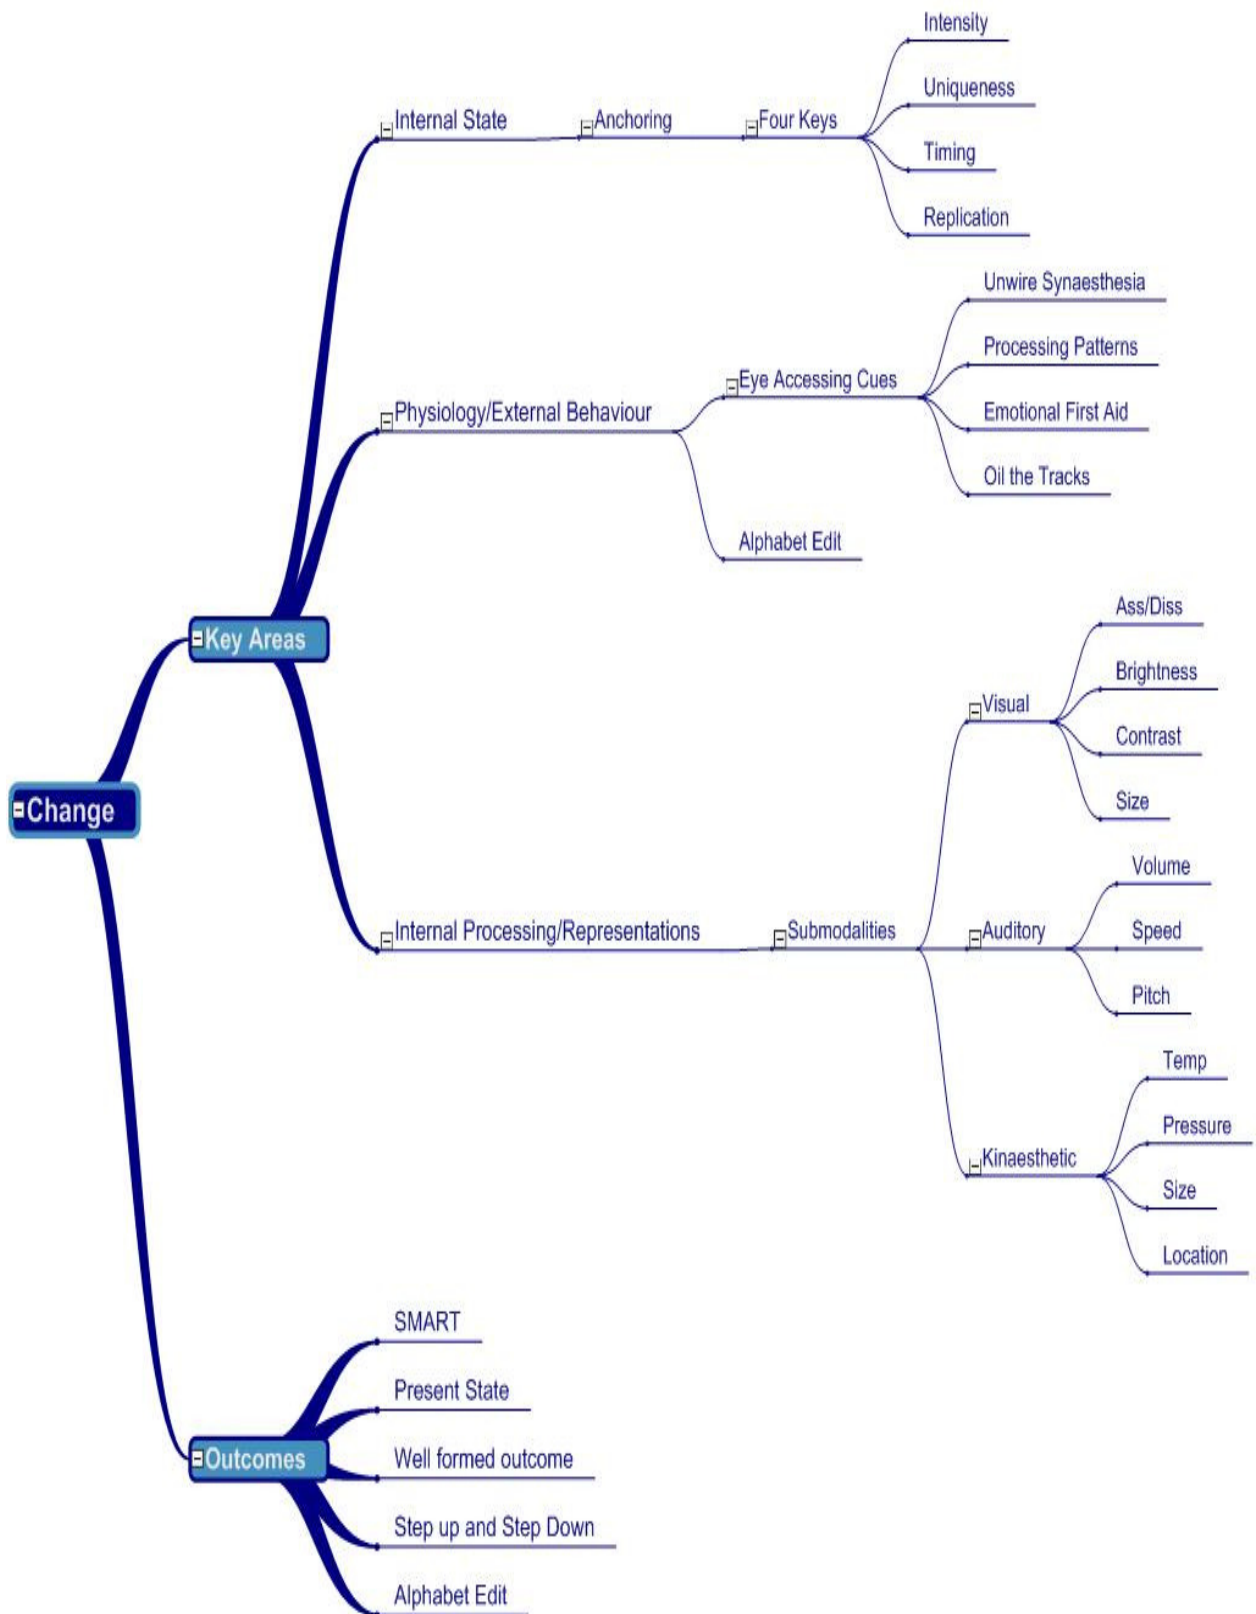 Intensity
Uniqueness
Internal State
Anchoring
Four Keys
Timing
Replication
Unwire Synaesthesia
Processing Patterns
Eye Accessing Cues
Physiology/External Behaviour
Emotional First Aid
Oil the Tracks
Alphabet Edit
Ass/Diss
Key Areas
Brightness
Visual
Contrast
Change
Size
Volume
Internal Processing/Representations
Submodalities
Auditory
Speed
Pitch
Temp
Pressure
Kinaesthetic
Size
Location
SMART
Present State
Outcomes
Well formed outcome
Step up and Step Down
Alphabet Edit